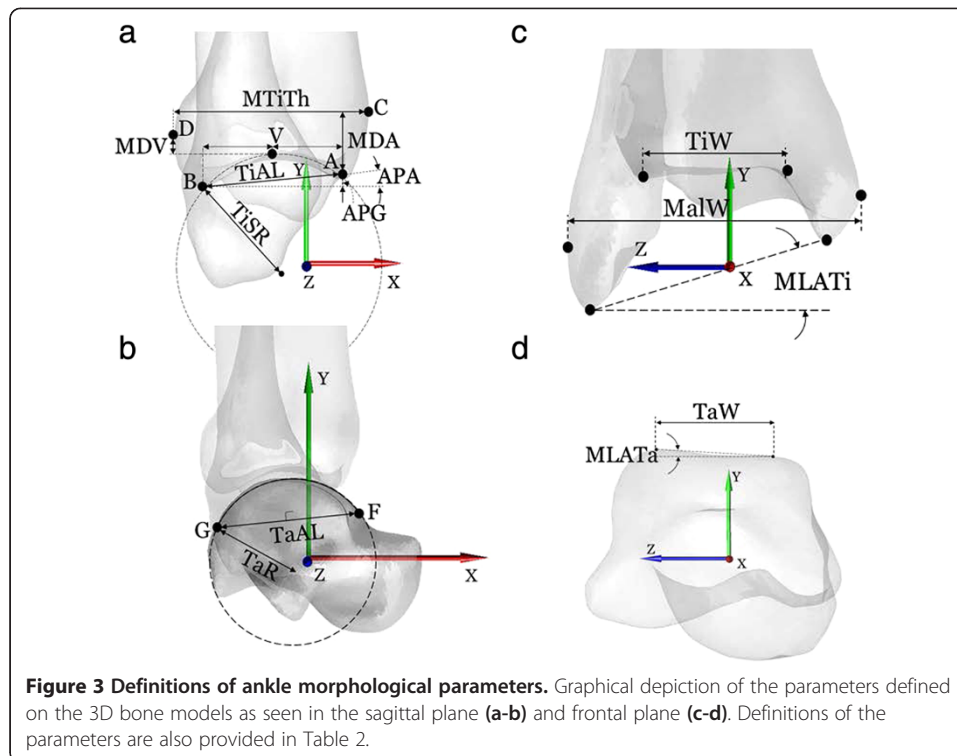 a
MTiTh
C
D
MDV
V
MDA
A
Y
APA
B
TiAL
APG
TiSR
Z
X
c
TiW
Y
MalW
Z
X
MLATi
b
Y
G
F
TaAL
TaR
Z
X
d
TaW
MLATa
Y
Z
X
Figure 3 Definitions of ankle morphological parameters. Graphical depiction of the parameters defined
on the 3D bone models as seen in the sagittal plane (a-b) and frontal plane (c-d). Definitions of the
parameters are also provided in Table 2.